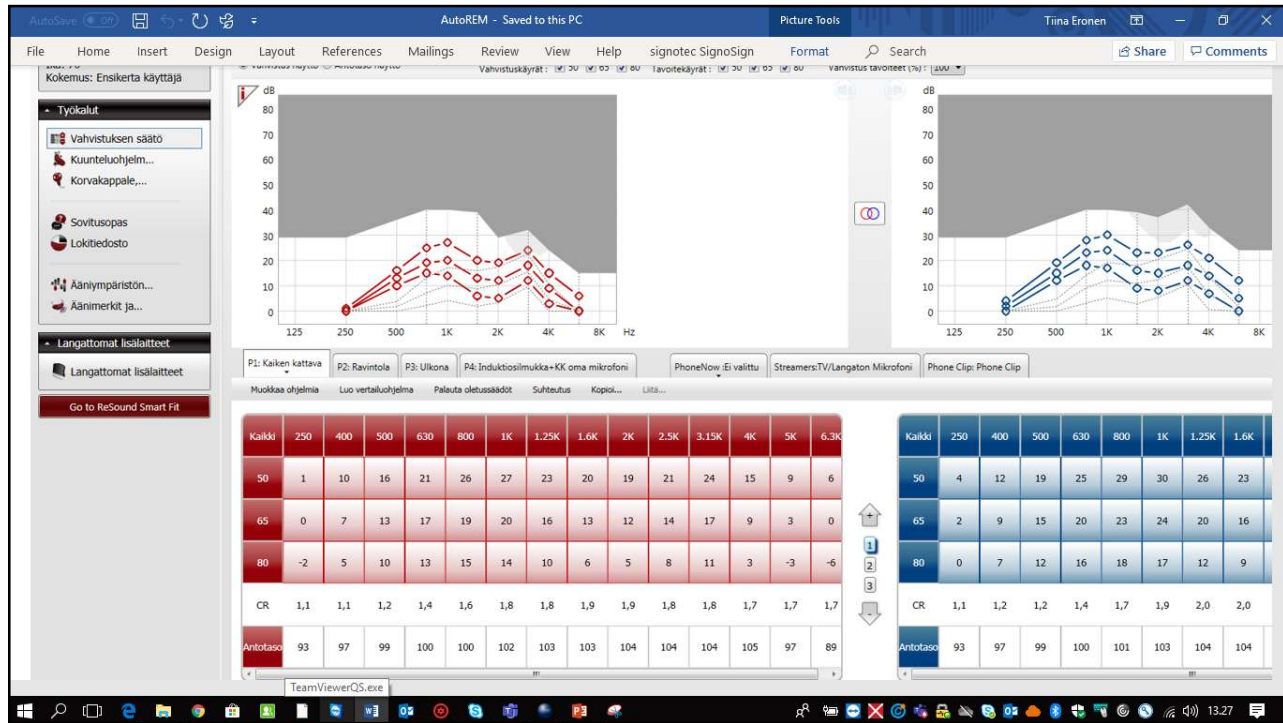 AutoSave Off AutoREM - Saved to this PC Picture Tools Tiina Eronen
File Home Insert Design Layout References Mailings Review View Help signotec SignoSign Format Search Share Comments
Kokemus: Ensikerta käyttäjä
Vahvistuskäyrät : 50 65 80 Tavoitekäyrät : 50 65 80 Vahvistus tavoitteet (%) : 100
Työkalut
Vahvistuksen säätö
Kuunteluohjelm...
Korvakappale,...
Sovitusopas
Lokitiedosto
Ääniympäristön...
Äänimerkit ja...
Langattomat lisälaitteet
Langattomat lisälaitteet
Go to ReSound Smart Fit
dB
80
70
60
50
40
30
20
10
0
125 250 500 1K 2K 4K 8K Hz
dB
80
70
60
50
40
30
20
10
0
125 250 500 1K 2K 4K 8K
P1: Kaiken kattava P2: Ravintola P3: Ulkona P4: Induktiosilmukka+KK oma mikrofoni PhoneNow :Ei valittu Streamers:TV/Langaton Mikrofoni Phone Clip: Phone Clip
Muokkaa ohjelmia Luo vertailuohjelma Palauta oletussäädöt Suhteutus Kopioi... Liitä...
Kaikki 250 400 500 630 800 1K 1.25K 1.6K 2K 2.5K 3.15K 4K 5K 6.3K
50 1 10 16 21 26 27 23 20 19 21 24 15 9 6
65 0 7 13 17 19 20 16 13 12 14 17 9 3 0
80 -2 5 10 13 15 14 10 6 5 8 11 3 -3 -6
CR 1,1 1,1 1,2 1,4 1,6 1,8 1,8 1,9 1,9 1,8 1,8 1,7 1,7 1,7
Antotaso 93 97 99 100 100 102 103 103 104 104 104 105 97 89
+
1
2
3
-
Kaikki 250 400 500 630 800 1K 1.25K 1.6K
50 4 12 19 25 29 30 26 23
65 2 9 15 20 23 24 20 16
80 0 7 12 16 18 17 12 9
CR 1,1 1,2 1,2 1,4 1,7 1,9 2,0 2,0
Antotaso 93 97 99 100 101 103 104 104
TeamViewerQS.exe
13.27